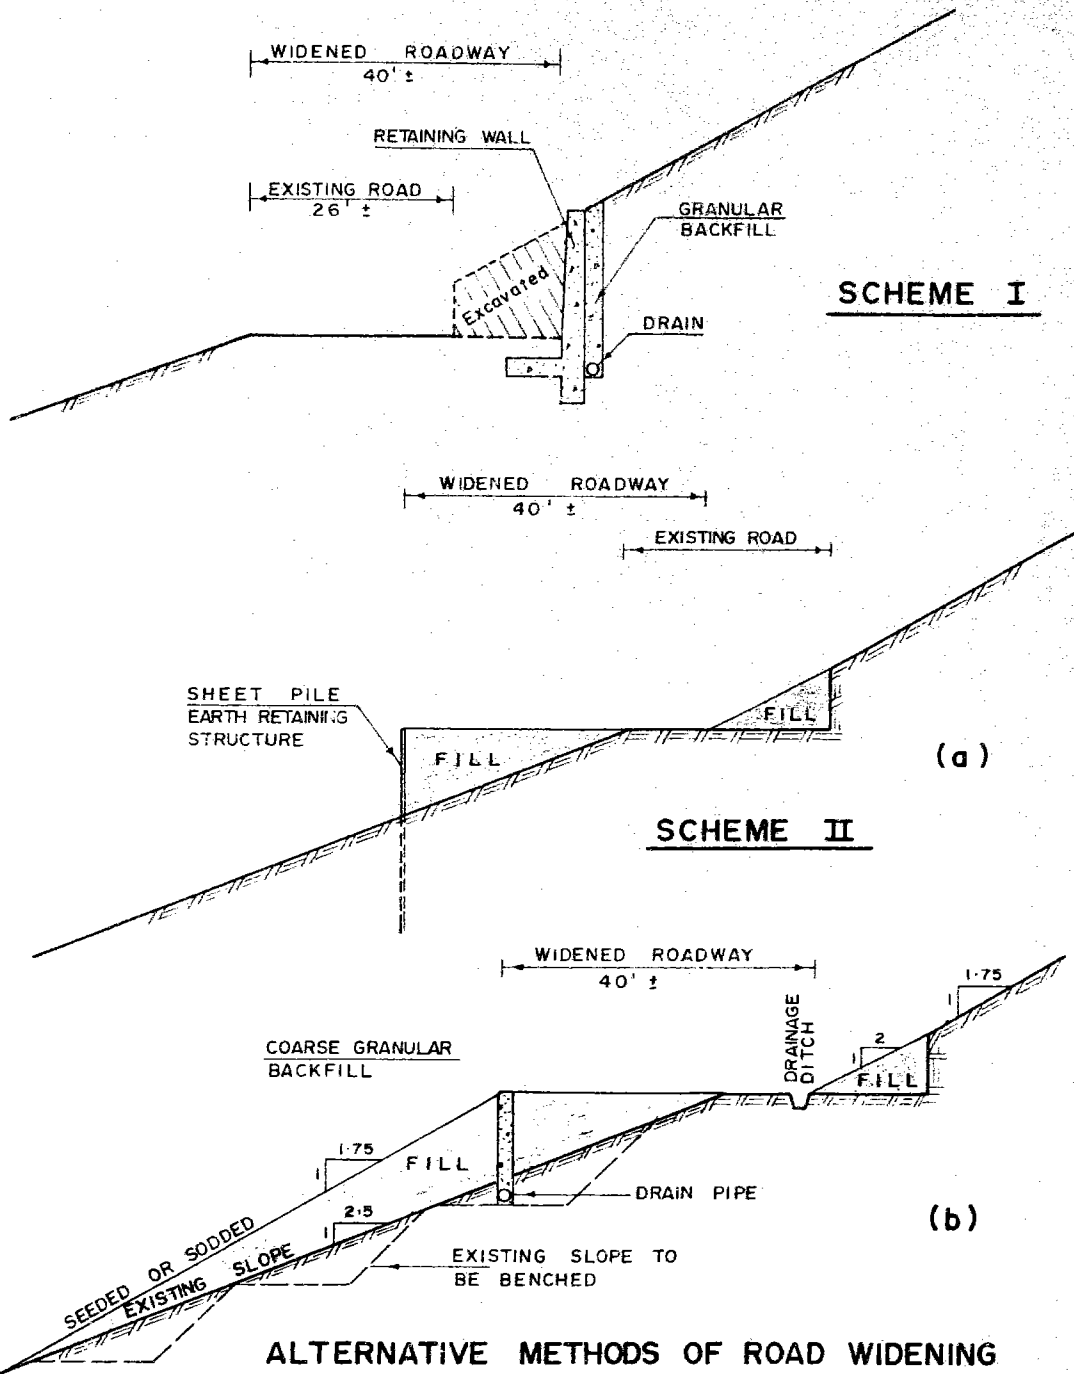 WIDENED ROADWAY
40' ±
RETAINING WALL
EXISTING ROAD
26' ±
GRANULAR
BACKFILL
Excavated
SCHEME I
DRAIN
WIDENED ROADWAY
40' ±
EXISTING ROAD
SHEET PILE
EARTH RETAINING
STRUCTURE
FILL
FILL
(a)
SCHEME II
WIDENED ROADWAY
40' ±
1·75
1
DRAINAGE
DITCH
2
1
FILL
COARSE GRANULAR
BACKFILL
1·75
1
FILL
DRAIN PIPE
2·5
1
(b)
SEEDED OR SODDED
EXISTING SLOPE
EXISTING SLOPE TO
BE BENCHED
ALTERNATIVE METHODS OF ROAD WIDENING